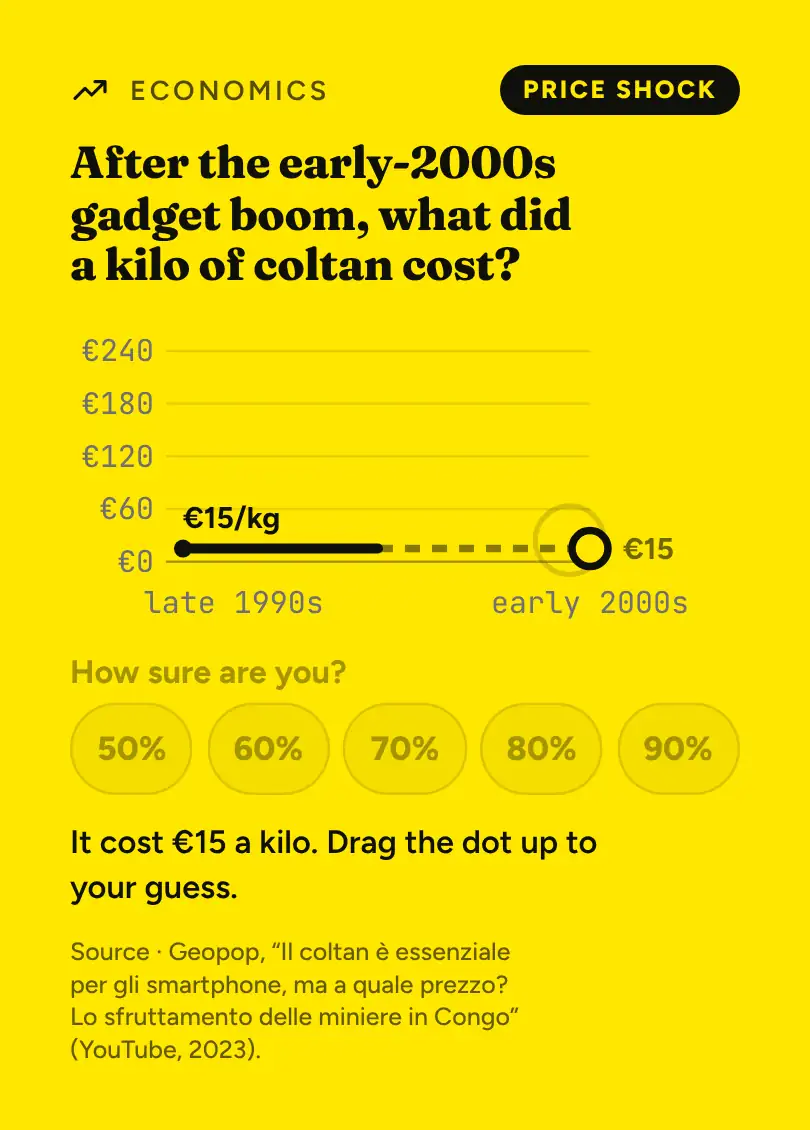 ECONOMICS
PRICE SHOCK
After the early-2000s
gadget boom, what did
a kilo of coltan cost?
€240
€180
€120
€60
€15/kg
€15
€0
late 1990s
early 2000s
How sure are you?
50%
60%
70%
80%
90%
It cost €15 a kilo. Drag the dot up to
your guess.
Source · Geopop, “Il coltan è essenziale
per gli smartphone, ma a quale prezzo?
Lo sfruttamento delle miniere in Congo”
(YouTube, 2023).